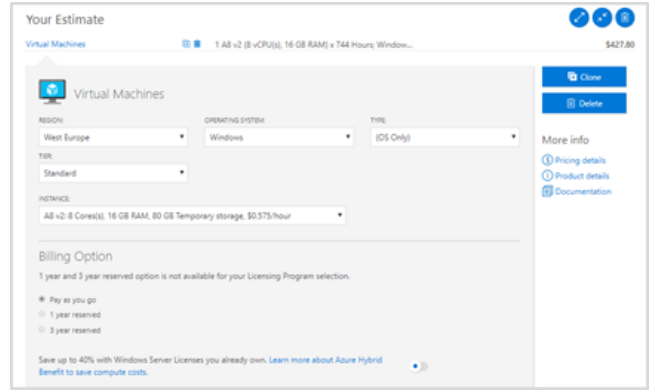 Your Estimate
Virtual Machines
1 A8 v2 (8 vCPU(s), 16 GB RAM) x 744 Hours; Window...
$427.80
Clone
Delete
Virtual Machines
REGION:
OPERATING SYSTEM:
TYPE:
West Europe
Windows
(OS Only)
TIER:
Standard
INSTANCE:
A8 v2: 8 Cores(s), 16 GB RAM, 80 GB Temporary storage, $0.575/hour
More info
Pricing details
Product details
Documentation
Billing Option
1 year and 3 year reserved option is not available for your Licensing Program selection.
Pay as you go
1 year reserved
3 year reserved
Save up to 40% with Windows Server Licenses you already own. Learn more about Azure Hybrid
Benefit to save compute costs.